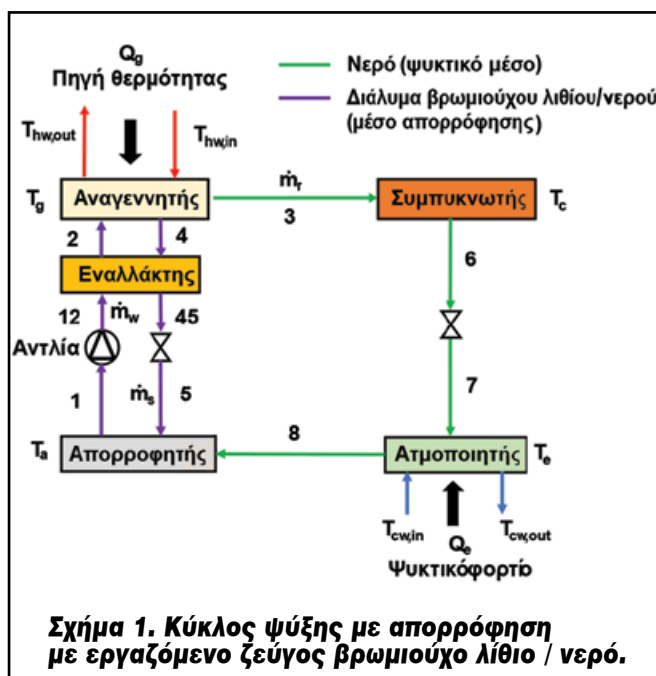 Q_g
Πηγή θερμότητας
T_hw,out
T_hw,in
Νερό (ψυκτικό μέσο)
Διάλυμα βρωμιούχου λιθίου/νερού
(μέσο απορρόφησης)
T_g
Αναγεννητής
ṁ_r
3
Συμπυκνωτής
T_c
2
4
6
Εναλλάκτης
12
ṁ_w
45
Αντλία
7
1
ṁ_s
5
8
T_a
Απορροφητής
Ατμοποιητής
T_e
T_cw,in
Q_e
T_cw,out
Ψυκτικόφορτίο
Σχήμα 1. Κύκλος ψύξης με απορρόφηση
με εργαζόμενο ζεύγος βρωμιούχο λίθιο / νερό.